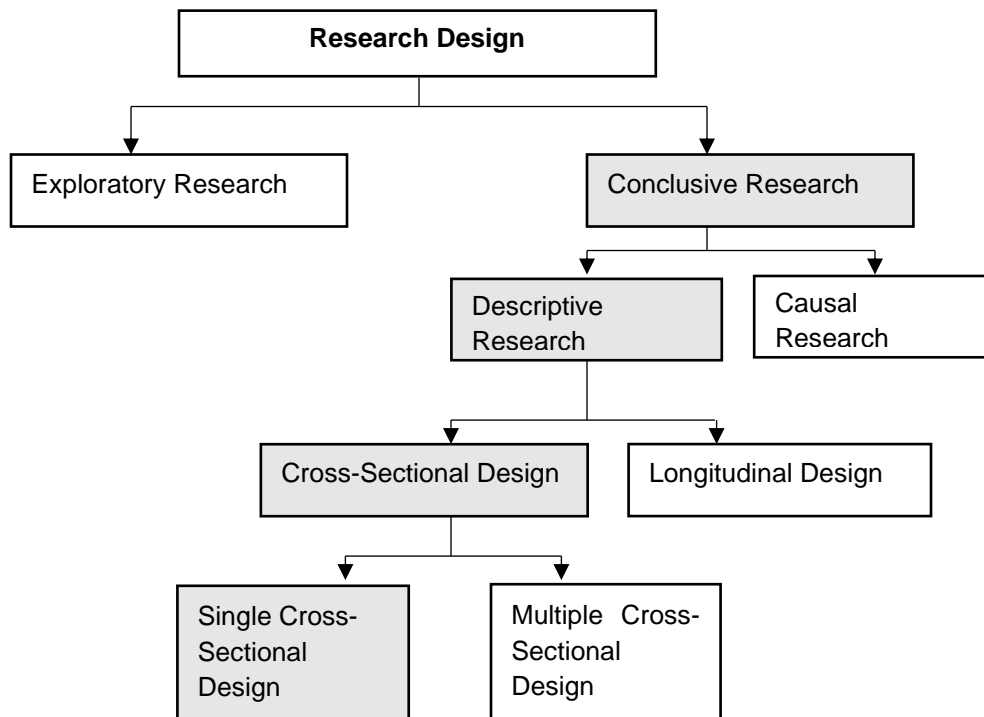 Research Design
Exploratory Research
Conclusive Research
Descriptive
Research
Causal
Research
Cross-Sectional Design
Longitudinal Design
Single Cross-
Sectional
Design
Multiple Cross-
Sectional
Design